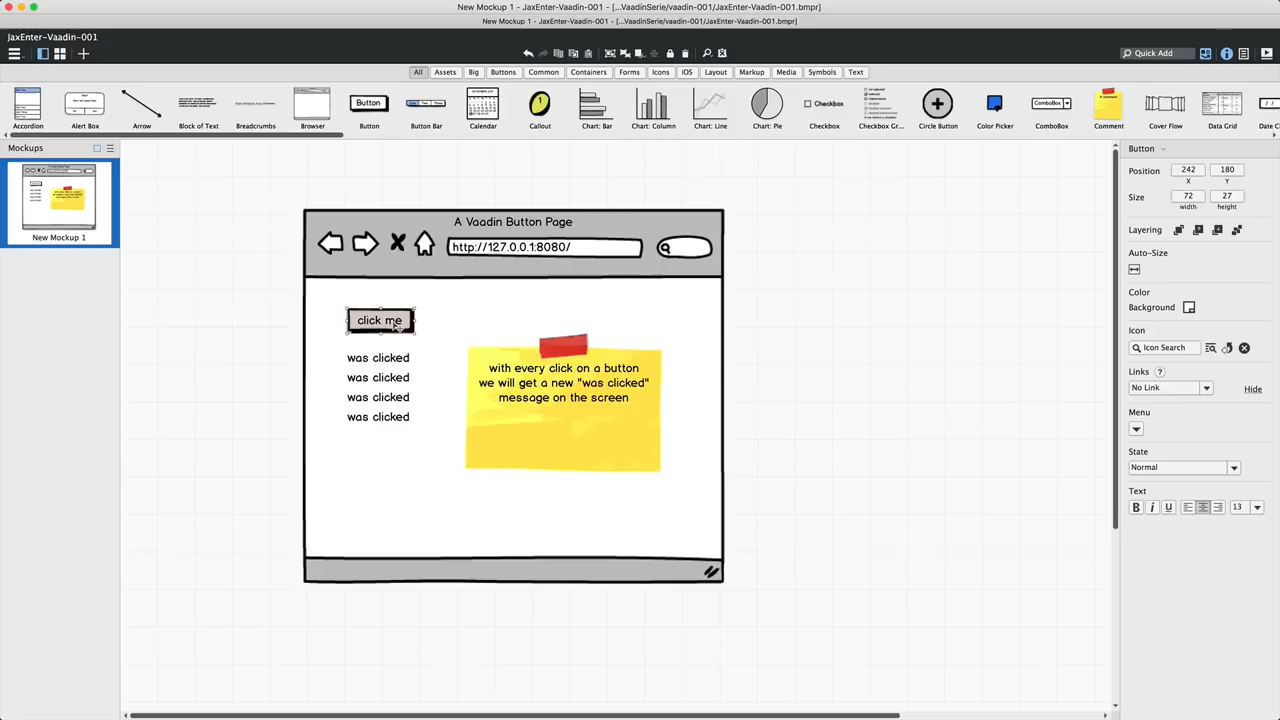 New Mockup 1 - JaxEnter-Vaadin-001 - [...VaadinSerie/vaadin-001/JaxEnter-Vaadin-001.bmpr]
New Mockup 1 - JaxEnter-Vaadin-001 - [...VaadinSerie/vaadin-001/JaxEnter-Vaadin-001.bmpr]
JaxEnter-Vaadin-001
Quick Add
All Assets Big Buttons Common Containers Forms Icons iOS Layout Markup Media Symbols Text
Button
Accordion Alert Box Arrow Block of Text Breadcrumbs Browser Button Button Bar Calendar Callout Chart: Bar Chart: Column Chart: Line Chart: Pie Checkbox Checkbox Gr... Circle Button Color Picker ComboBox Comment Cover Flow Data Grid Date C
Mockups
New Mockup 1
A Vaadin Button Page
http://127.0.0.1:8080/
click me
was clicked
was clicked
was clicked
was clicked
with every click on a button
we will get a new "was clicked"
message on the screen
Button
Position 242 180
X Y
Size 72 27
width height
Layering
Auto-Size
Color
Background
Icon
Icon Search
Links ?
No Link Hide
Menu
State
Normal
Text
B i U 13